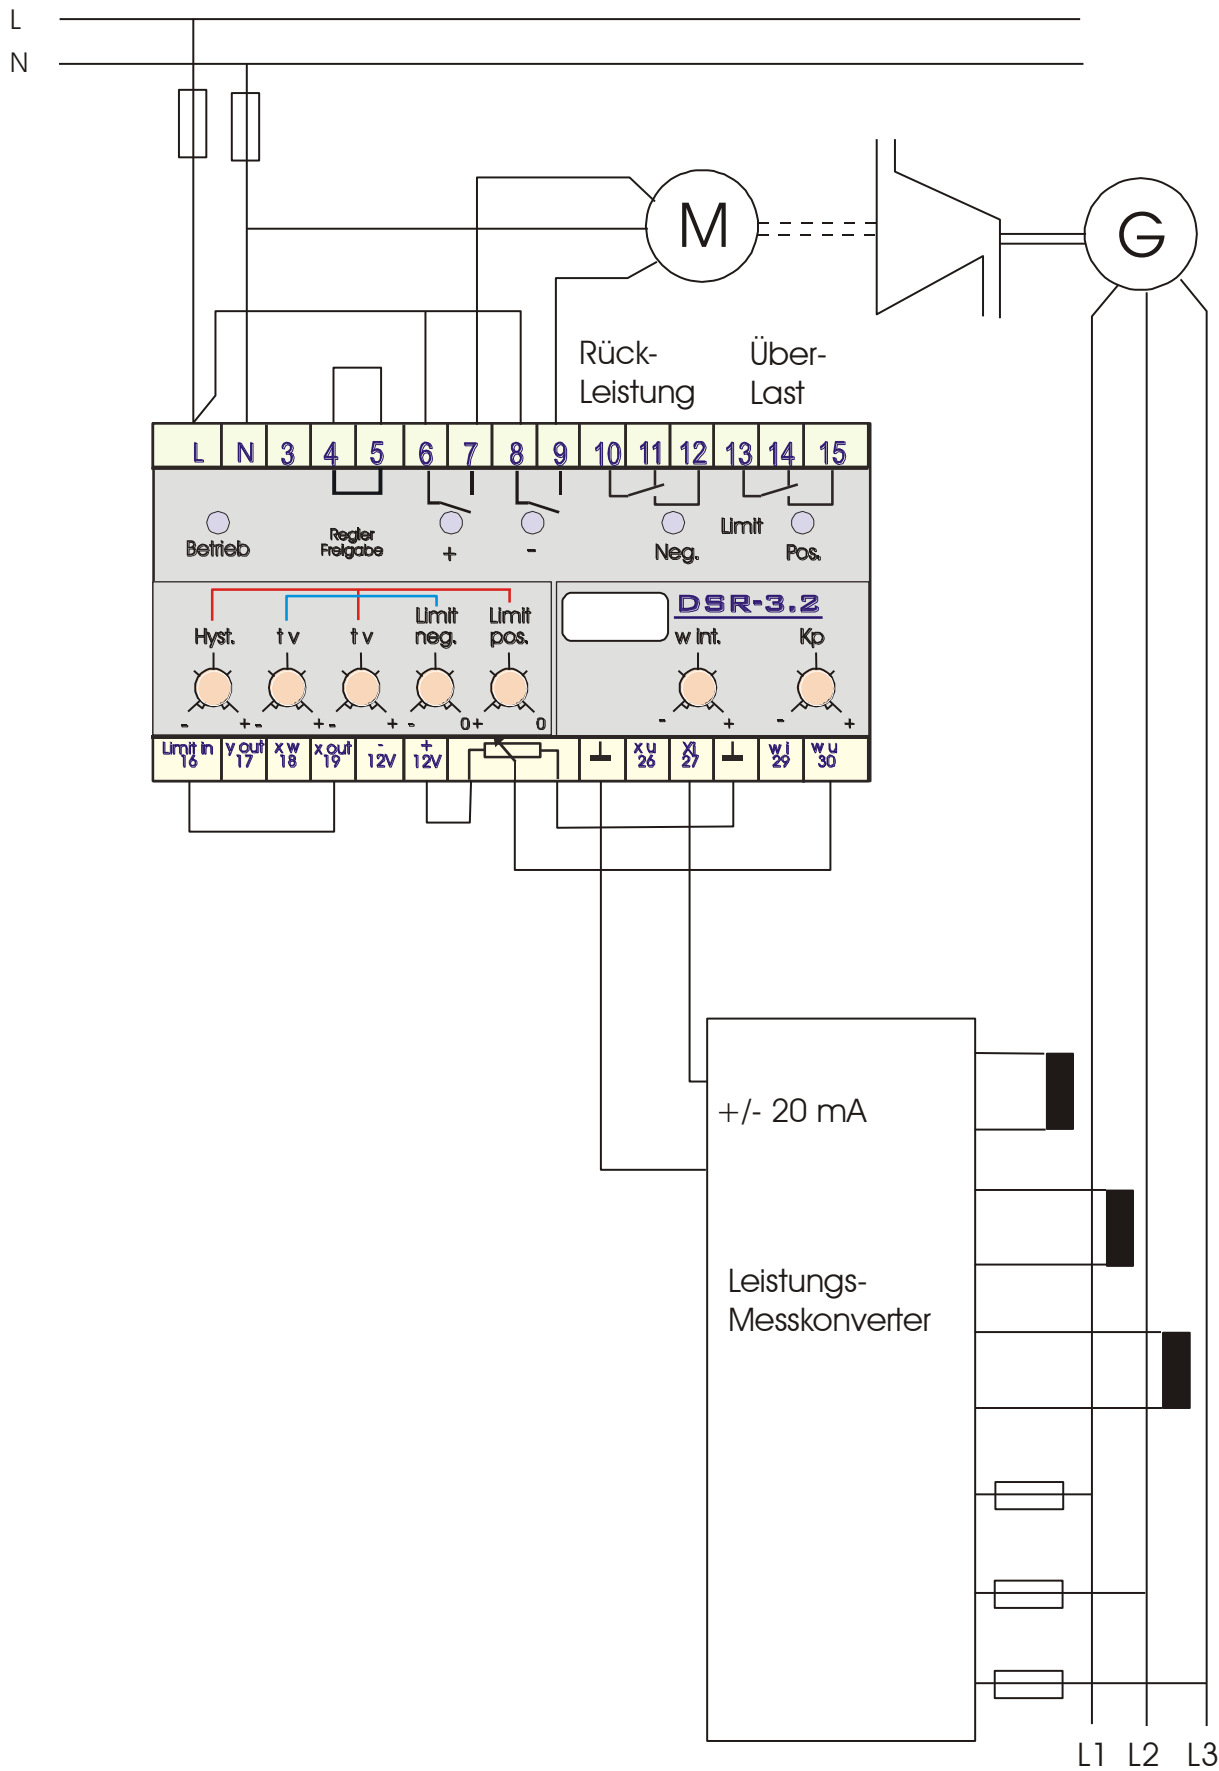 L
N
M
G
Rück-
Leistung
Über-
Last
L N 3 4 5 6 7 8 9 10 11 12 13 14 15
Betrieb
Regler
Freigabe
+
-
Neg.
Limit
Pos.
Hyst.
t v
t v
Limit
neg.
Limit
pos.
DSR-3.2
w int.
Kp
- + - + - + - 0 + 0
- + - +
Limit in
16
y out
17
x w
18
x out
19
-
12V
+
12V
x u
26
Xi
27
w i
29
w u
30
+/- 20 mA
Leistungs-
Messkonverter
L1 L2 L3